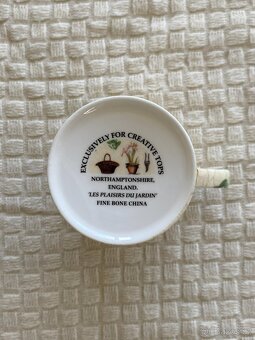 EXCLUSIVELY FOR CREATIVE TOPS
NORTHAMPTONSHIRE,
ENGLAND.
'LES PLAISIRS DU JARDIN'
FINE BONE CHINA